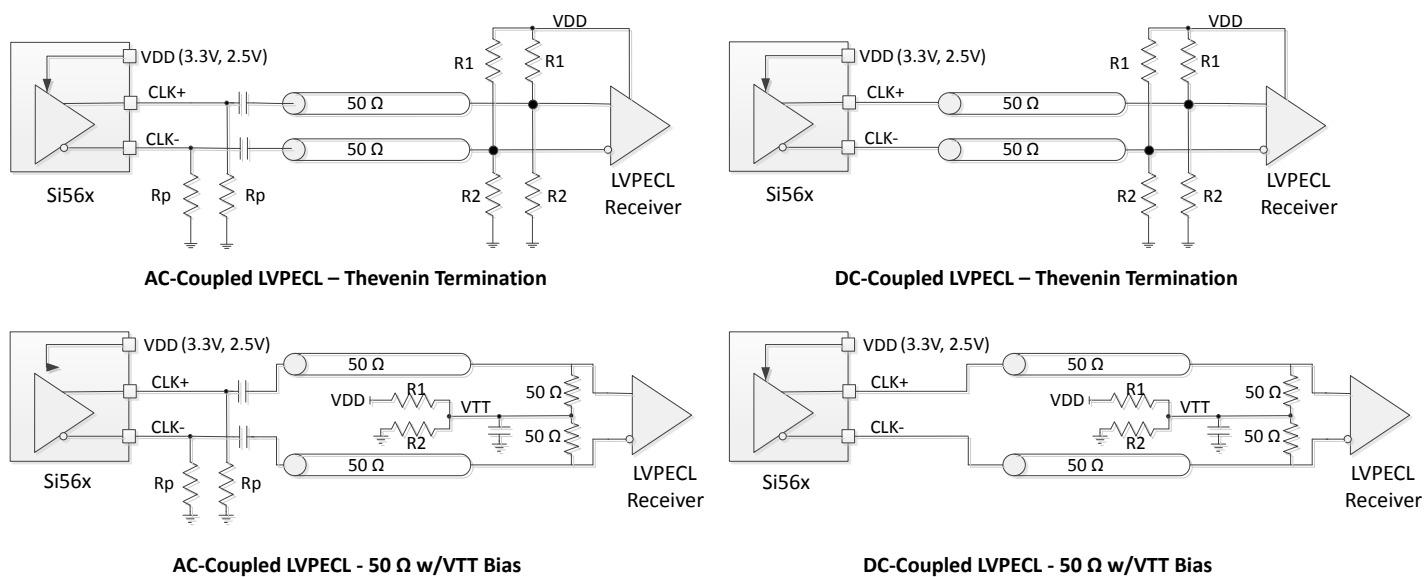 VDD
VDD (3.3V, 2.5V)
R1
R1
CLK+
50 Ω
CLK-
50 Ω
Si56x
Rp
Rp
R2
R2
LVPECL
Receiver
AC-Coupled LVPECL – Thevenin Termination
VDD
VDD (3.3V, 2.5V)
R1
R1
CLK+
50 Ω
CLK-
50 Ω
Si56x
R2
R2
LVPECL
Receiver
DC-Coupled LVPECL – Thevenin Termination
VDD (3.3V, 2.5V)
50 Ω
CLK+
R1
VDD
VTT
50 Ω
R2
50 Ω
CLK-
50 Ω
Si56x
Rp
Rp
LVPECL
Receiver
AC-Coupled LVPECL - 50 Ω w/VTT Bias
VDD (3.3V, 2.5V)
50 Ω
CLK+
R1
VDD
VTT
50 Ω
R2
50 Ω
CLK-
50 Ω
Si56x
LVPECL
Receiver
DC-Coupled LVPECL - 50 Ω w/VTT Bias